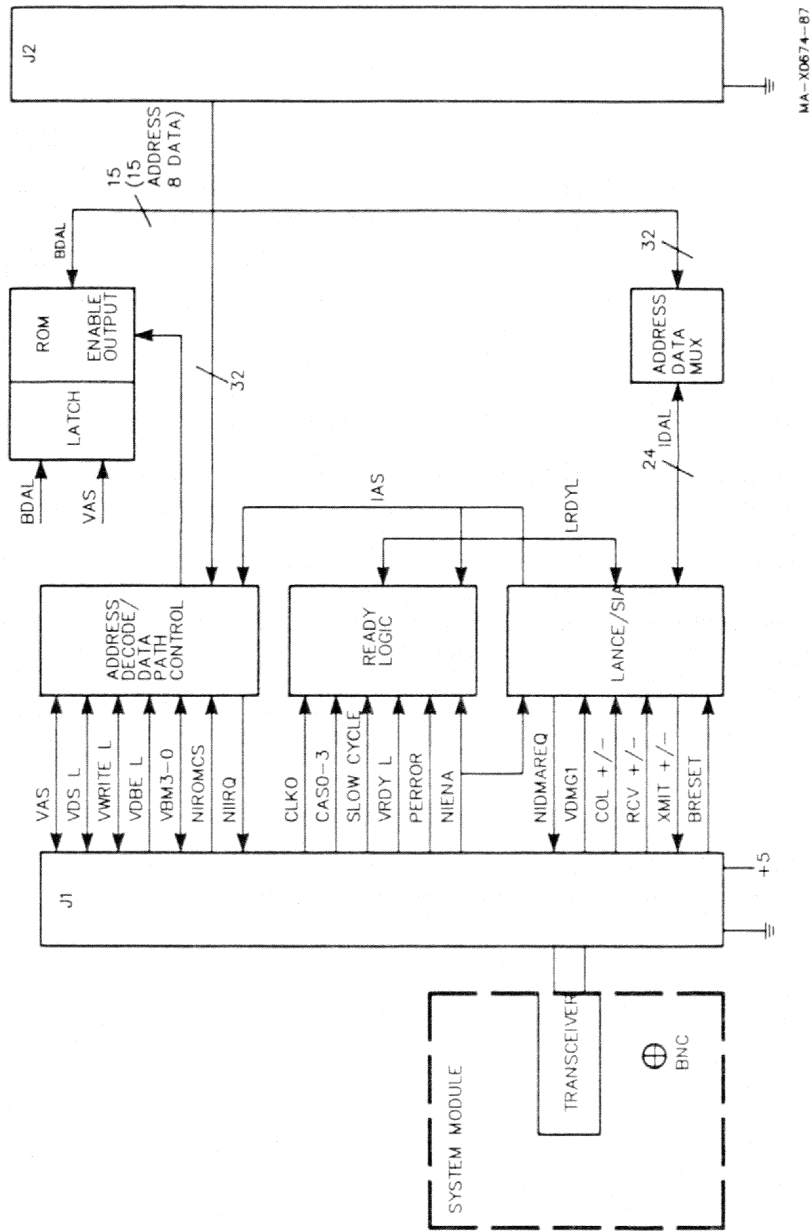 SYSTEM MODULE
TRANSCEIVER
BNC
J1
+5
VAS
VDS L
VWRITE L
VDBE L
VBM3-0
NIROMCS
NIIRQ
CLKO
CAS0-3
SLOW CYCLE
VRDY L
PERROR
NIENA
NIDMAREQ
VDMG1
COL +/-
RCV +/-
XMIT +/-
BRESET
ADDRESS
DECODE/
DATA
PATH
CONTROL
READY
LOGIC
LANCE/SIA
IAS
LRDYL
BDAL
VAS
LATCH
ROM
ENABLE
OUTPUT
32
24
IDAL
ADDRESS
DATA
MUX
32
BDAL
15
(15
ADDRESS
8 DATA)
J2
MA-X0674-87